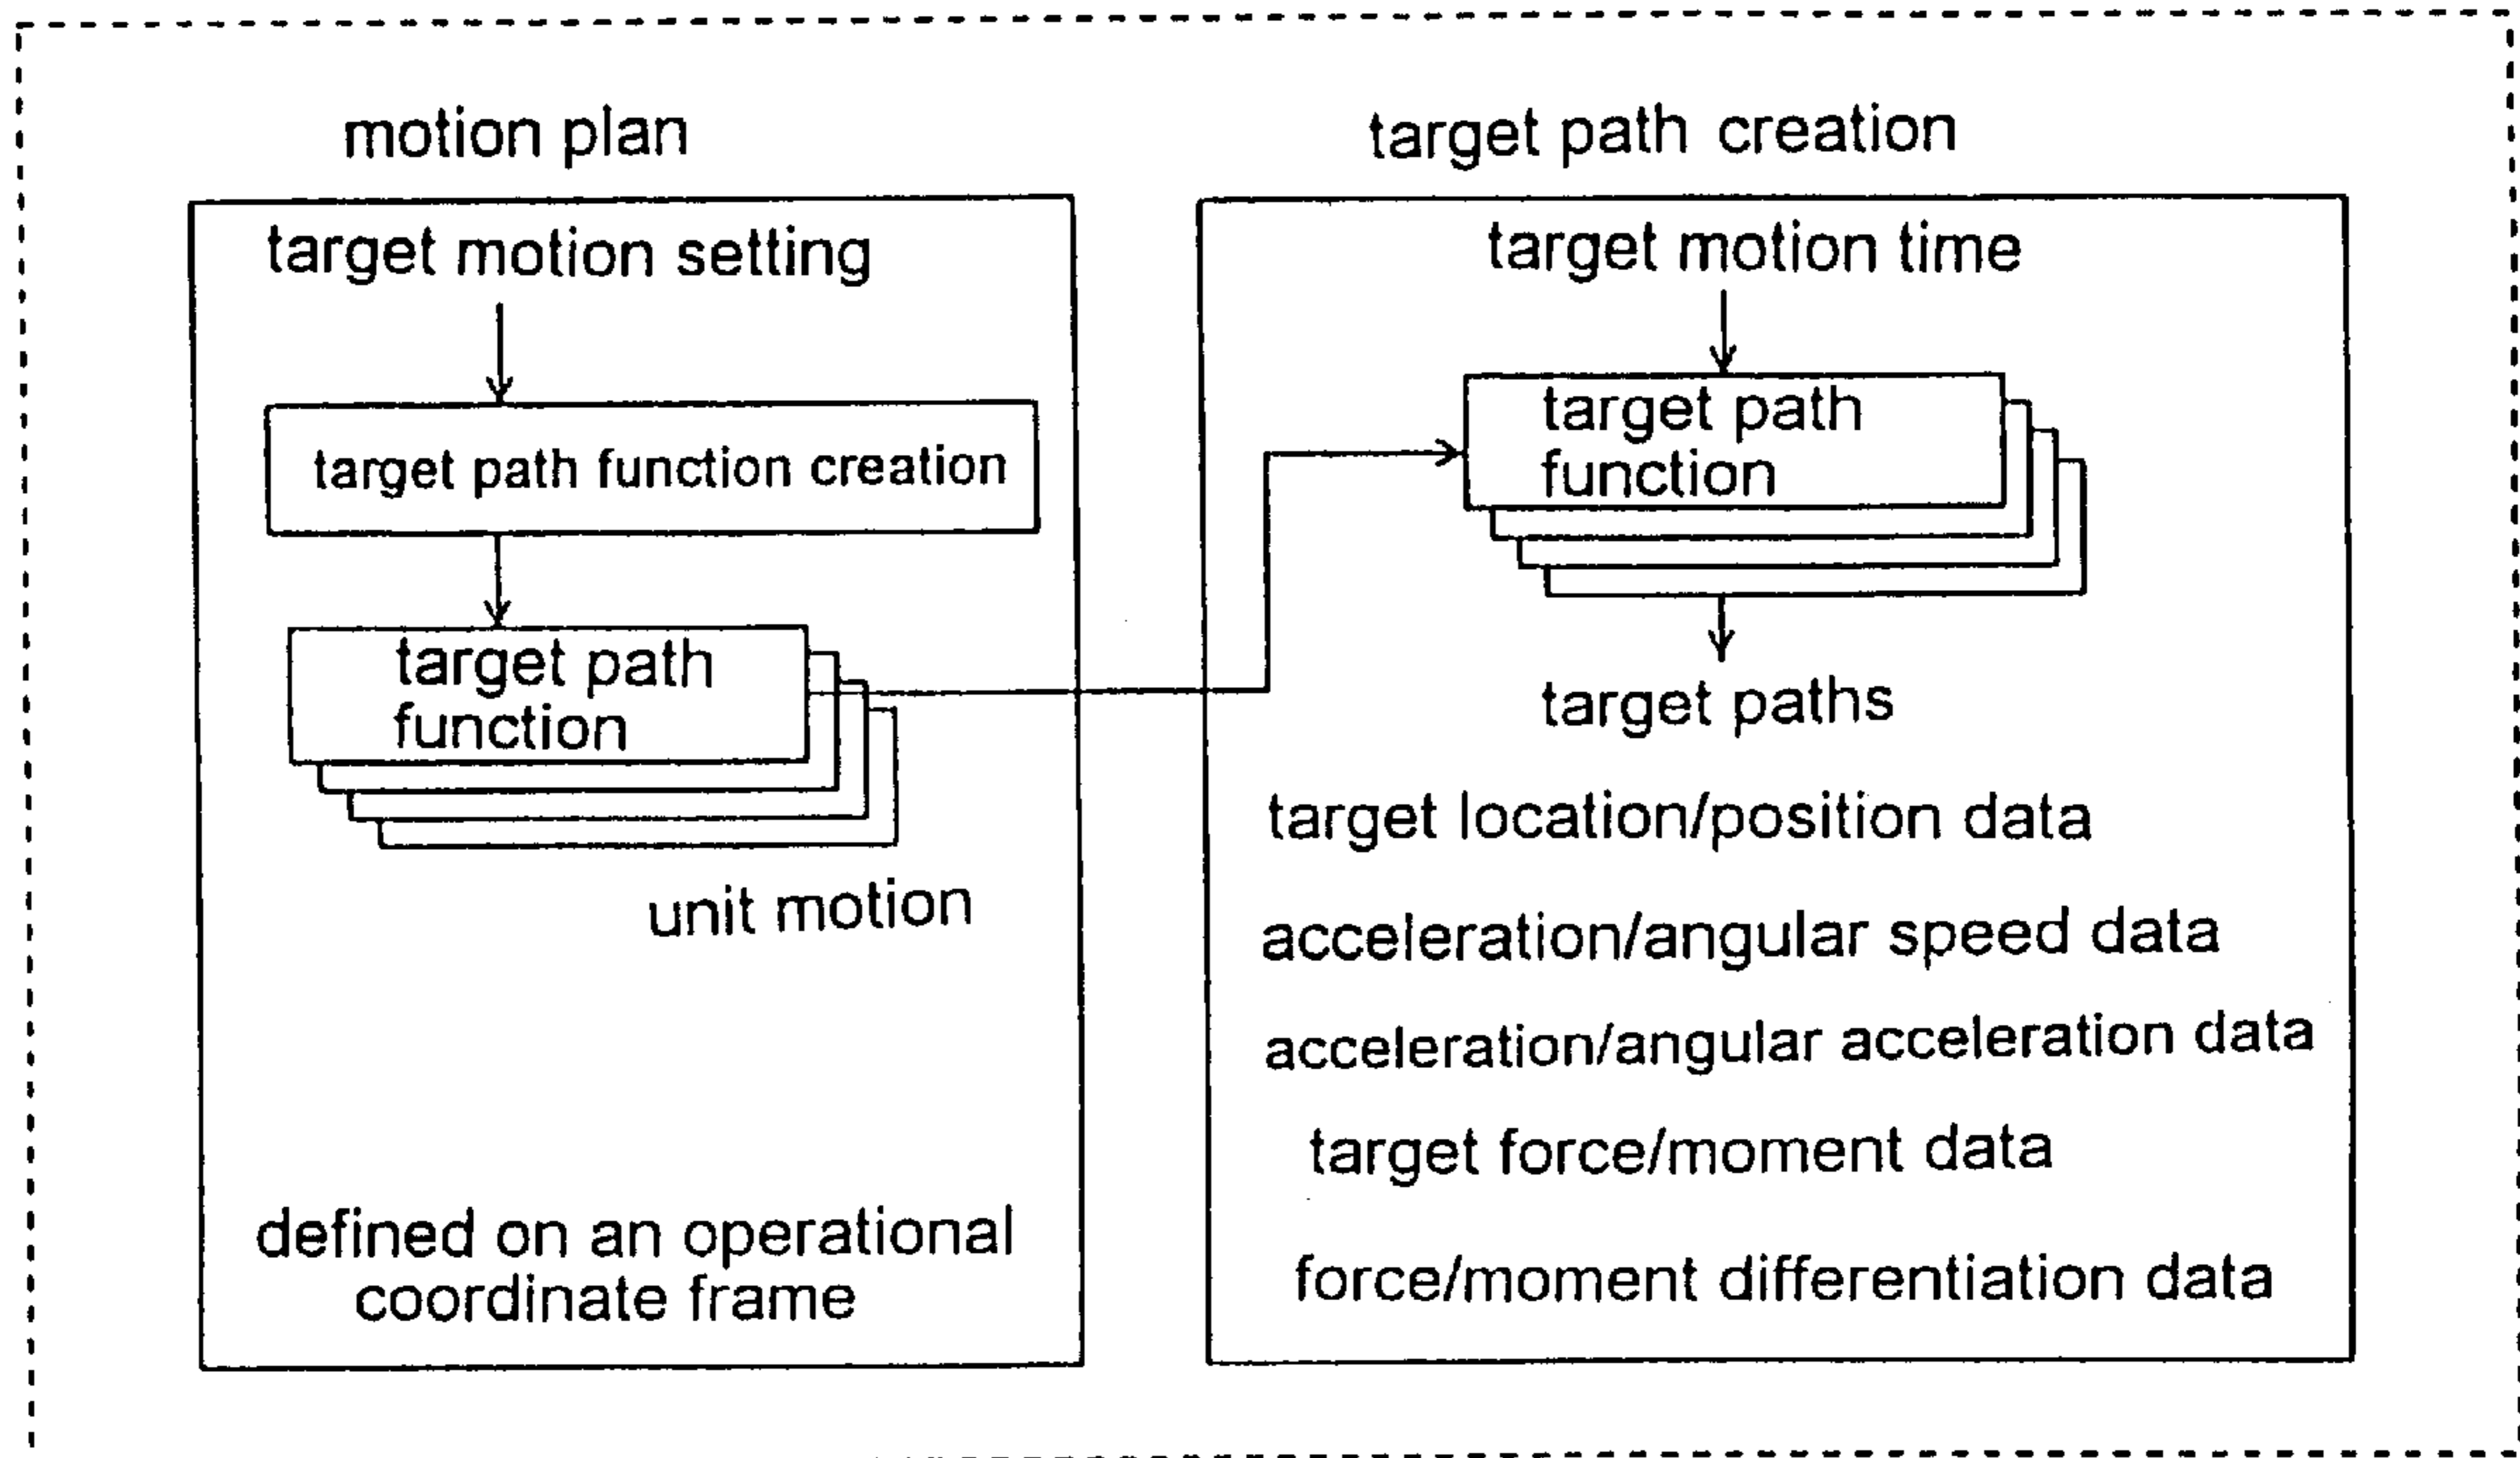 motion plan
target motion setting
target path function creation
target path
function
unit motion
defined on an operational
coordinate frame
target path creation
target motion time
target path
function
target paths
target location/position data
acceleration/angular speed data
acceleration/angular acceleration data
target force/moment data
force/moment differentiation data